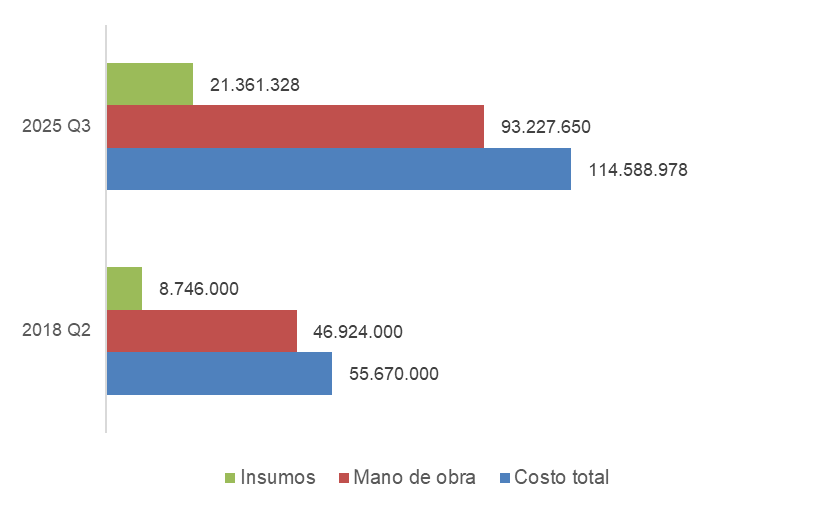 21.361.328
2025 Q3
93.227.650
114.588.978
8.746.000
2018 Q2
46.924.000
55.670.000
Insumos Mano de obra Costo total